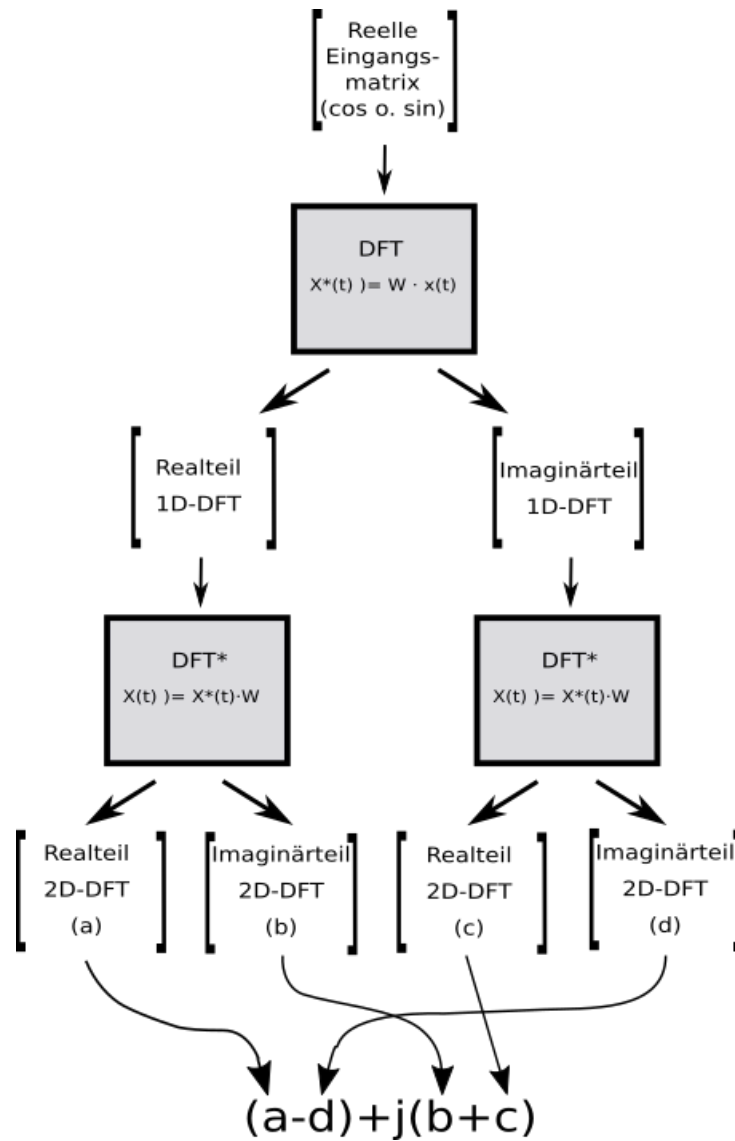 Reelle
Eingangs-
matrix
(cos o. sin)
DFT
X*(t) )= W · x(t)
Realteil
1D-DFT
Imaginärteil
1D-DFT
DFT*
X(t) )= X*(t)·W
DFT*
X(t) )= X*(t)·W
Realteil
2D-DFT
(a)
Imaginärteil
2D-DFT
(b)
Realteil
2D-DFT
(c)
Imaginärteil
2D-DFT
(d)
(a-d)+j(b+c)